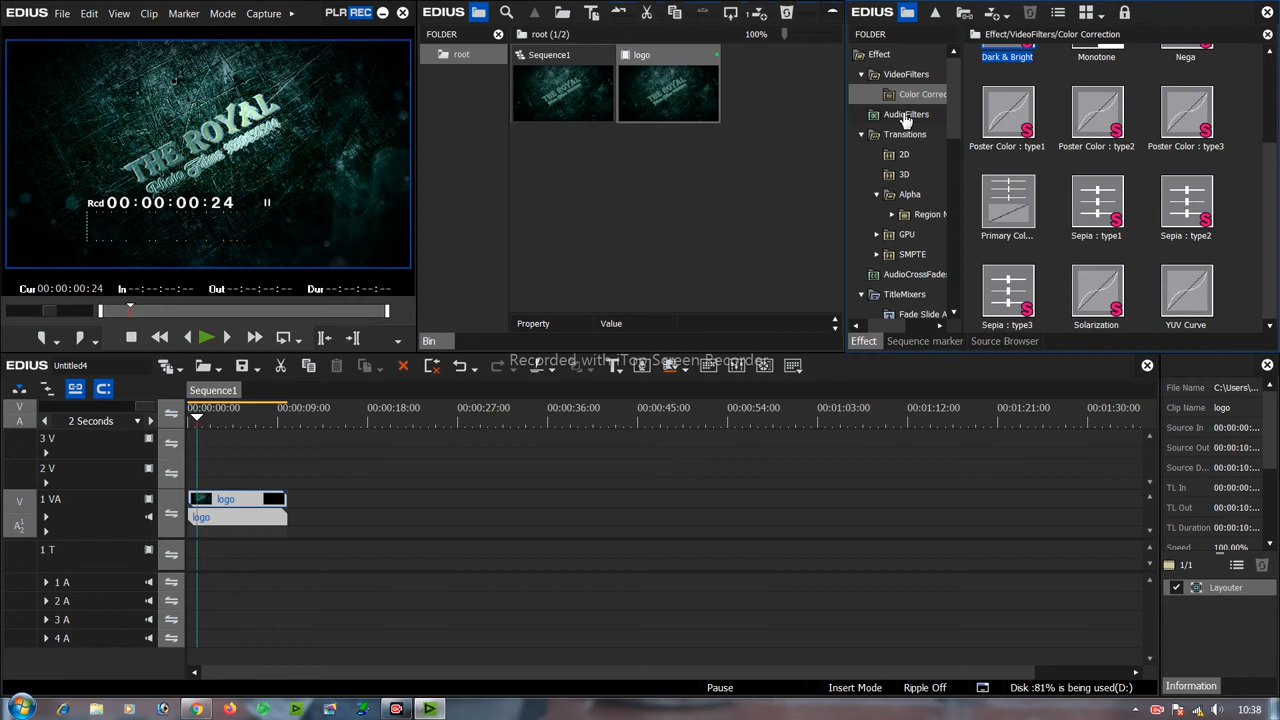 File Edit View Clip Marker Mode Capture PLR REC
THE ROYAL
Rcd 00:00:00:24
Cur 00:00:00:24 In --:--:--:-- Out --:--:--:-- Dur --:--:--:--
EDIUS
FOLDER
root
root (1/2) 100%
Sequence1 logo
Property Value
Bin
EDIUS
FOLDER
Effect
VideoFilters
Color Correc
AudioFilters
Transitions
2D
3D
Alpha
Region
GPU
SMPTE
AudioCrossFade
TitleMixers
Fade Slide A
Effect/VideoFilters/Color Correction
Dark & Bright Monotone Nega
Poster Color : type1 Poster Color : type2 Poster Color : type3
Primary Col... Sepia : type1 Sepia : type2
Sepia : type3 Solarization YUV Curve
Effect Sequence marker Source Browner
Recorded with iTop Screen Recorder
EDIUS Untitled4
Sequence1
V
A
2 Seconds
00:00:00:00 00:00:09:00 00:00:18:00 00:00:27:00 00:00:36:00 00:00:45:00 00:00:54:00 00:01:03:00 00:01:12:00 00:01:21:00 00:01:30:00
3 V
2 V
V 1 VA logo
A1 logo
1 T
1 A
2 A
3 A
4 A
File Name C:\Users\...
Clip Name logo
Source In 00:00:00:...
Source Out 00:00:10:...
Source D... 00:00:10:...
TL In 00:00:00:...
TL Out 00:00:10:...
TL Duration 00:00:10:...
Speed 100.00%
1/1
Layouter
Information
Pause Insert Mode Ripple Off Disk :81% is being used(D:)
10:38